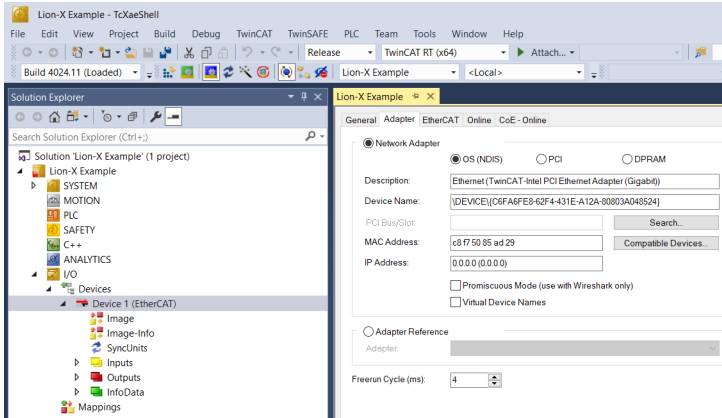 Lion-X Example - TcXaeShell
File Edit View Project Build Debug TwinCAT TwinSAFE PLC Team Tools Window Help
Release TwinCAT RT (x64) Attach...
Build 4024.11 (Loaded) Lion-X Example <Local>
Solution Explorer
Search Solution Explorer (Ctrl+;)
Solution 'Lion-X Example' (1 project)
Lion-X Example
SYSTEM
MOTION
PLC
SAFETY
C++
ANALYTICS
I/O
Devices
Device 1 (EtherCAT)
Image
Image-Info
SyncUnits
Inputs
Outputs
InfoData
Mappings
Lion-X Example
General Adapter EtherCAT Online CoE - Online
Network Adapter
OS (NDIS) PCI DPRAM
Description: Ethernet (TwinCAT-Intel PCI Ethernet Adapter (Gigabit))
Device Name: \DEVICE\{C6FA6FE8-62F4-431E-A12A-80803A048524}
PCI Bus/Slot: Search...
MAC Address: c8 f7 50 85 ad 29 Compatible Devices...
IP Address: 0.0.0.0 (0.0.0.0)
Promiscuous Mode (use with Wireshark only)
Virtual Device Names
Adapter Reference
Adapter:
Freerun Cycle (ms): 4